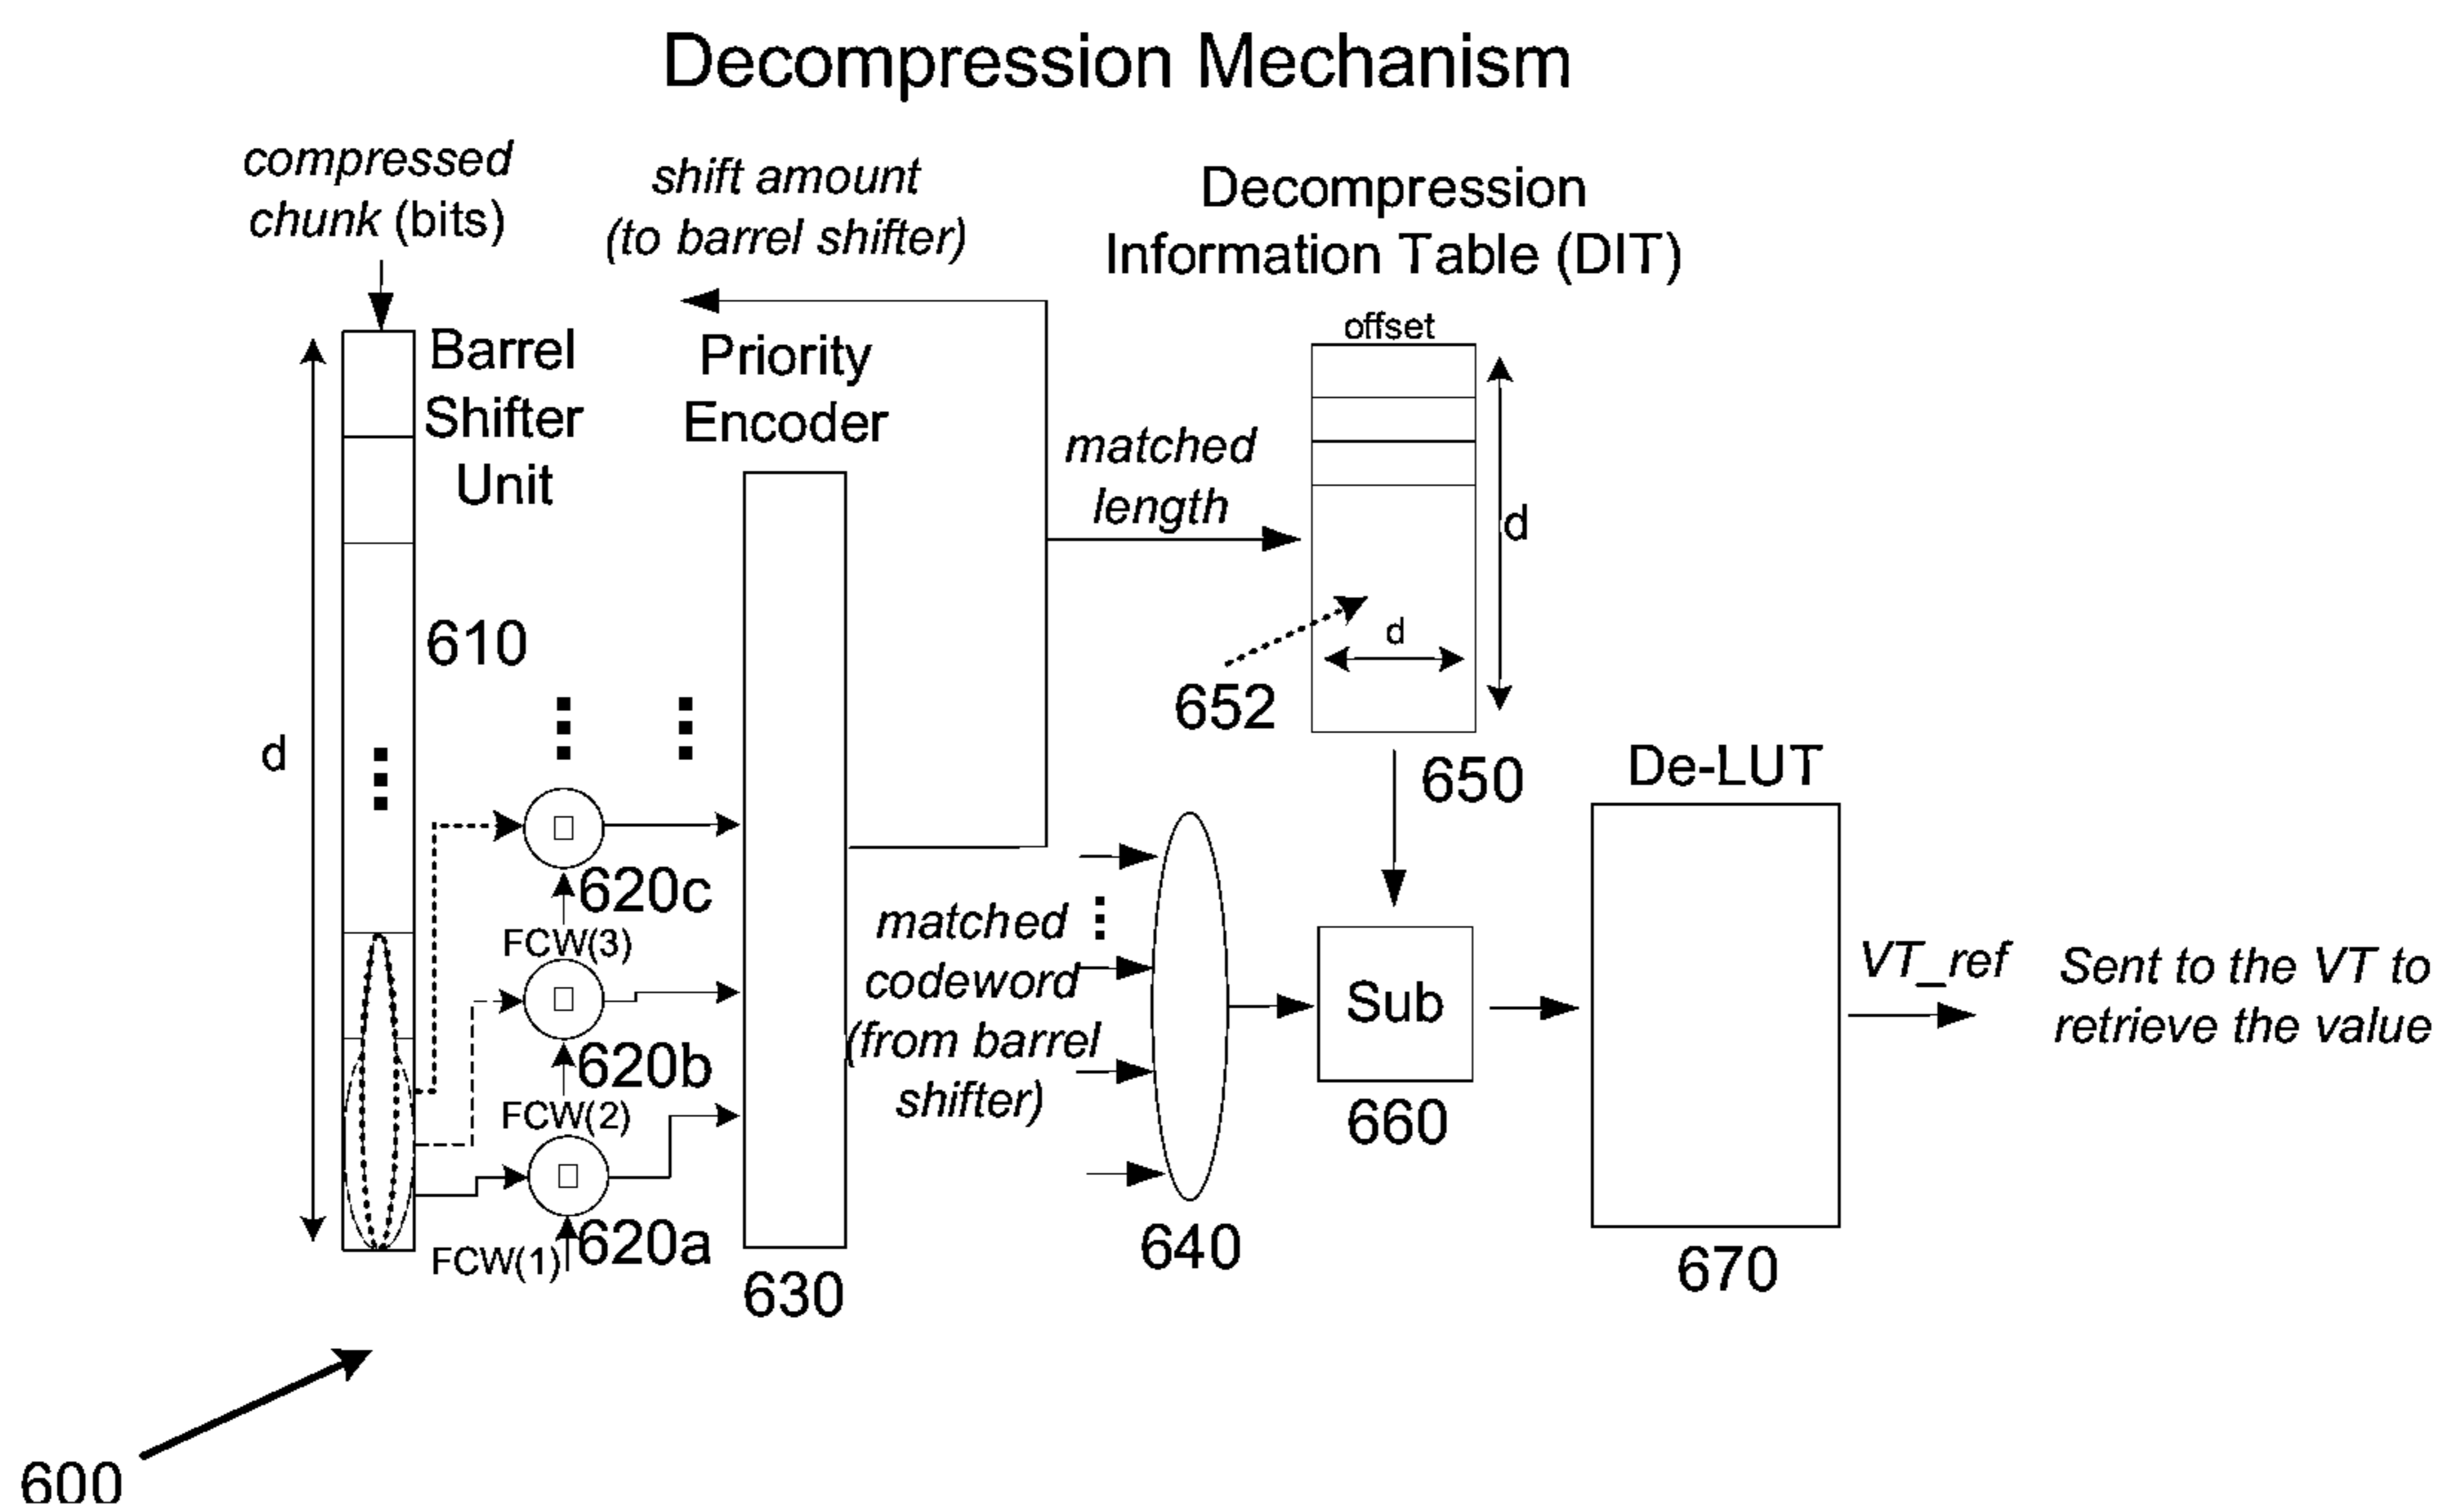 Decompression Mechanism
compressed
chunk (bits)
shift amount
(to barrel shifter)
Decompression
Information Table (DIT)
offset
Barrel
Shifter
Unit
Priority
Encoder
matched
length
d
d
610
652
d
650
De-LUT
620c
FCW(3)
matched
codeword
(from barrel
shifter)
Sub
VT_ref
Sent to the VT to
retrieve the value
620b
FCW(2)
660
620a
FCW(1)
640
670
630
600